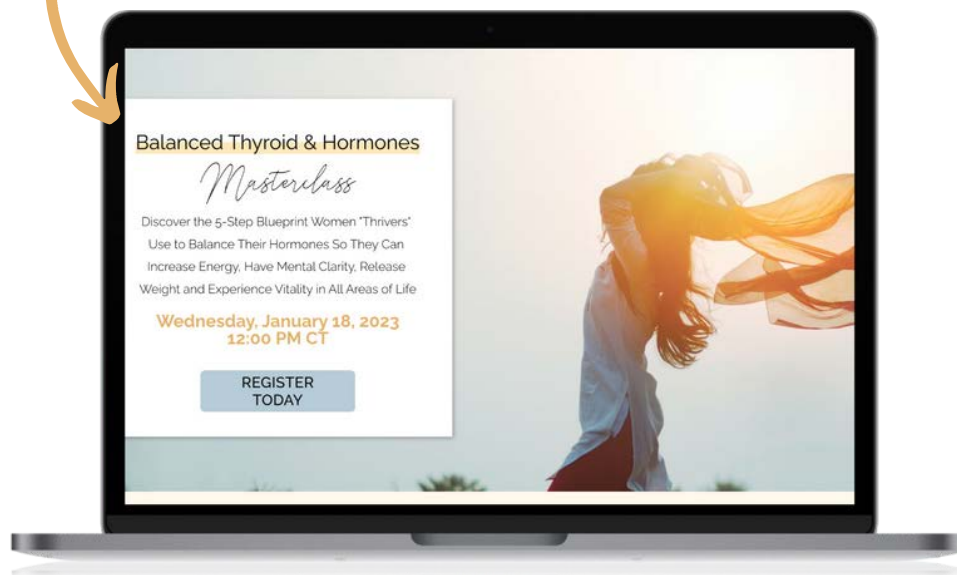 Balanced Thyroid & Hormones
Masterclass
Discover the 5-Step Blueprint Women "Thrivers"
Use to Balance Their Hormones So They Can
Increase Energy, Have Mental Clarity, Release
Weight and Experience Vitality in All Areas of Life
Wednesday, January 18, 2023
12:00 PM CT
REGISTER
TODAY